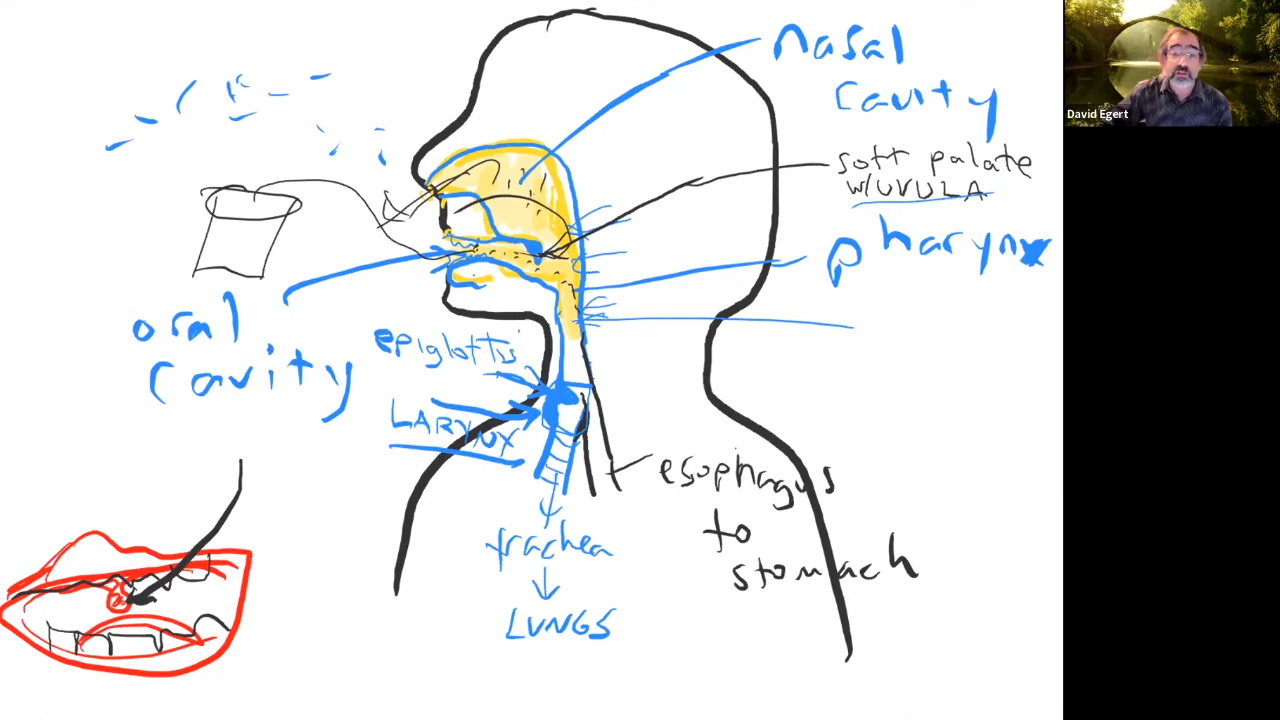 nasal
cavity
soft palate
w/UVULA
pharynx
oral
cavity
epiglottis
LARYNX
esophagus
to
stomach
trachea
LUNGS
David Egert